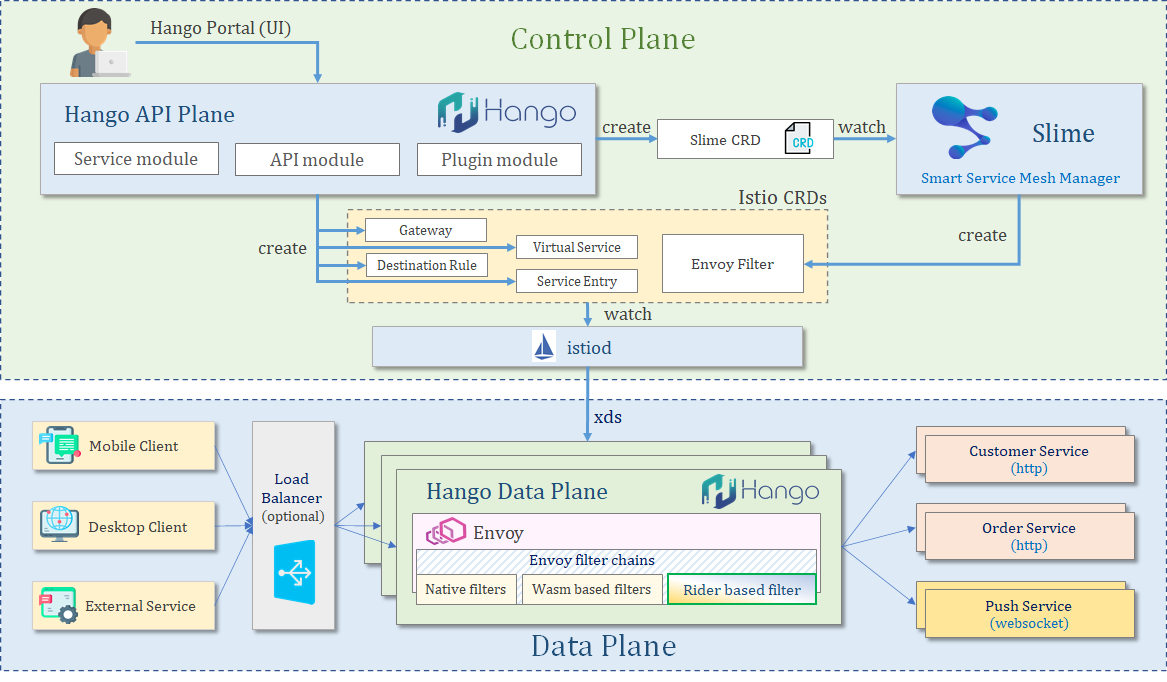 Hango Portal (UI)
Control Plane
Hango API Plane
Hango
Service module
API module
Plugin module
create
Slime CRD
CRD
watch
Slime
Smart Service Mesh Manager
Istio CRDs
create
Gateway
Virtual Service
Destination Rule
Service Entry
Envoy Filter
create
watch
istiod
xds
Mobile Client
Desktop Client
External Service
Load
Balancer
(optional)
Hango Data Plane
Hango
Envoy
Envoy filter chains
Native filters
Wasm based filters
Rider based filter
Customer Service
(http)
Order Service
(http)
Push Service
(websocket)
Data Plane